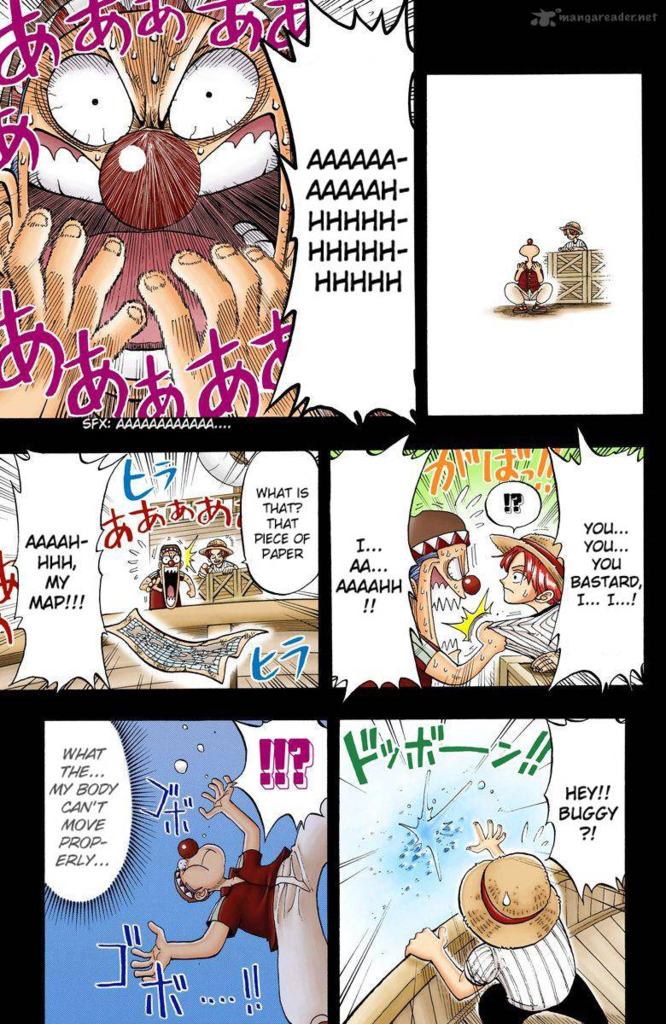 mangareader.net
AAAAAA-
AAAAAH-
HHHHH-
HHHHH-
HHHHH
ああああああああ
SFX: AAAAAAAAAAAA....
YOU...
YOU...
YOU
BASTARD,
I... I...!
!?
がばっ!!
I...
AA...
AAAAHH
!!
WHAT IS
THAT?
THAT
PIECE OF
PAPER
ヒラ
ああああああ
AAAAH-
HHH,
MY
MAP!!!
ヒラ
HEY!!
BUGGY
?!
ドッボーーン!!
!!!?
WHAT
THE...
MY BODY
CAN'T
MOVE
PROP-
ERLY...
ゴボ
ゴボ....!!